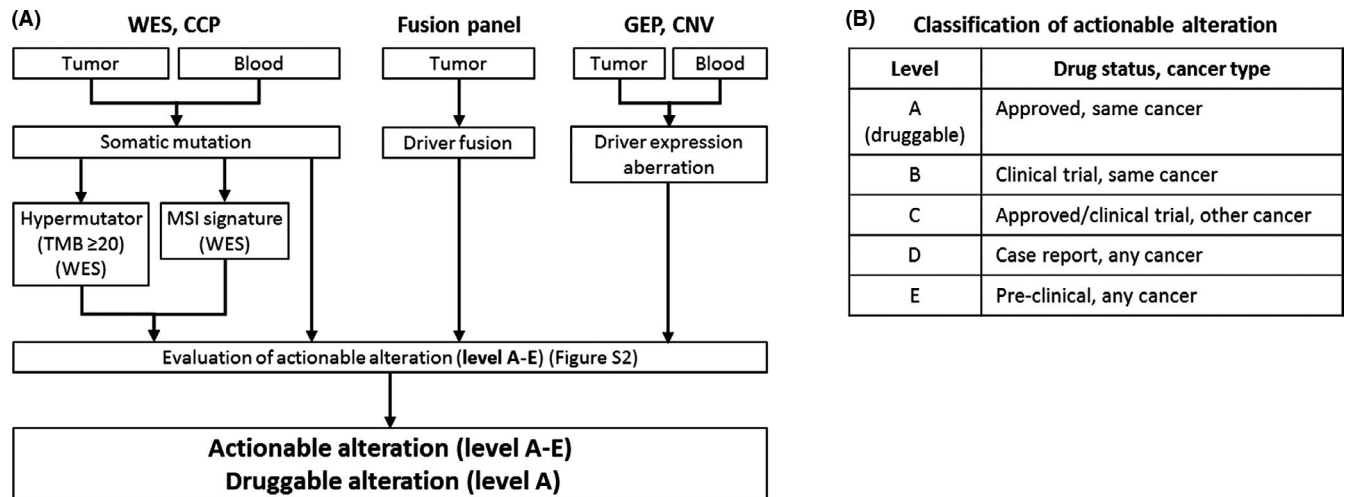 (A)
WES, CCP
Fusion panel
GEP, CNV
Tumor
Blood
Tumor
Tumor
Blood
Somatic mutation
Driver fusion
Driver expression
aberration
Hypermutator
(TMB ≥20)
(WES)
MSI signature
(WES)
Evaluation of actionable alteration (level A-E) (Figure S2)
Actionable alteration (level A-E)
Druggable alteration (level A)
(B)
Classification of actionable alteration
Level
Drug status, cancer type
A
(druggable)
Approved, same cancer
B
Clinical trial, same cancer
C
Approved/clinical trial, other cancer
D
Case report, any cancer
E
Pre-clinical, any cancer